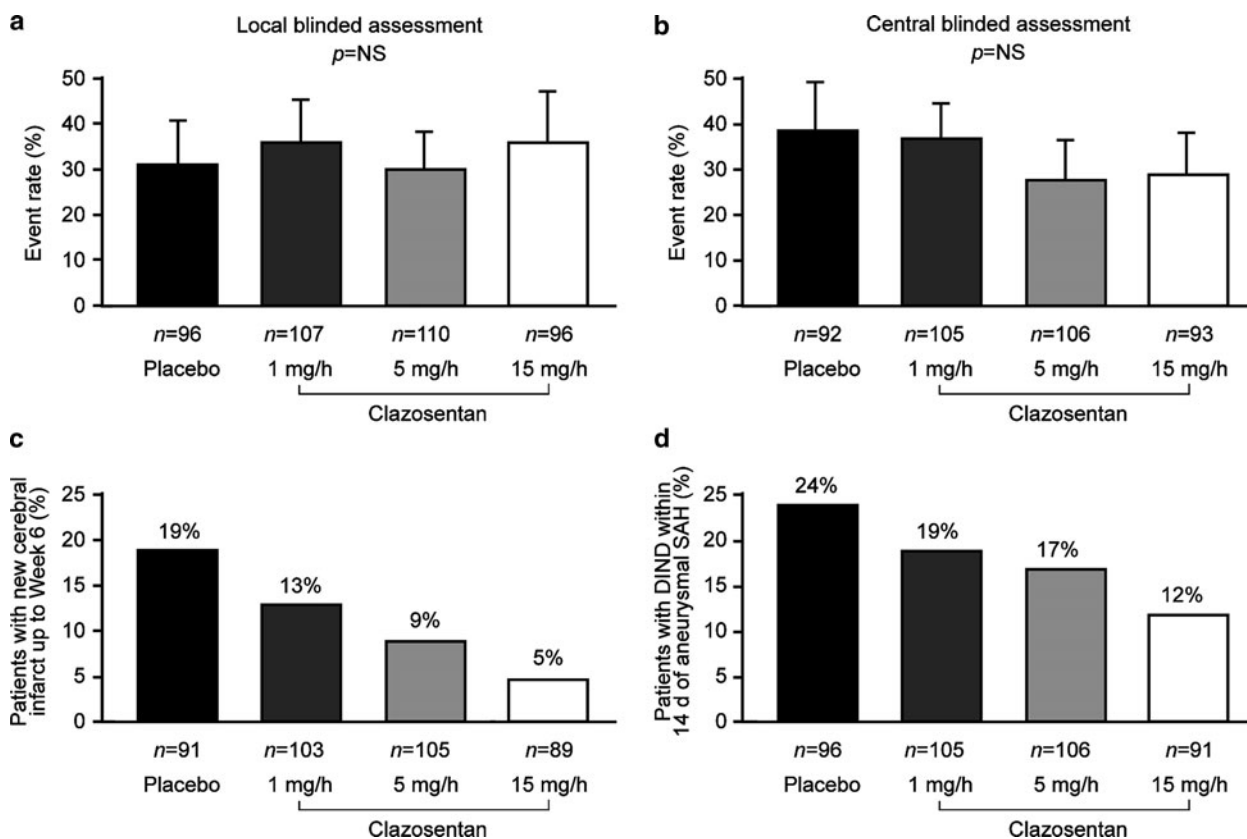 a
Local blinded assessment
p=NS
Event rate (%)
50
40
30
20
10
0
n=96 n=107 n=110 n=96
Placebo 1 mg/h 5 mg/h 15 mg/h
Clazosentan
b
Central blinded assessment
p=NS
Event rate (%)
50
40
30
20
10
0
n=92 n=105 n=106 n=93
Placebo 1 mg/h 5 mg/h 15 mg/h
Clazosentan
c
Patients with new cerebral
infarct up to Week 6 (%)
25
20
15
10
5
0
19%
13%
9%
5%
n=91 n=103 n=105 n=89
Placebo 1 mg/h 5 mg/h 15 mg/h
Clazosentan
d
Patients with DIND within
14 d of aneurysmal SAH (%)
25
20
15
10
5
0
24%
19%
17%
12%
n=96 n=105 n=106 n=91
Placebo 1 mg/h 5 mg/h 15 mg/h
Clazosentan